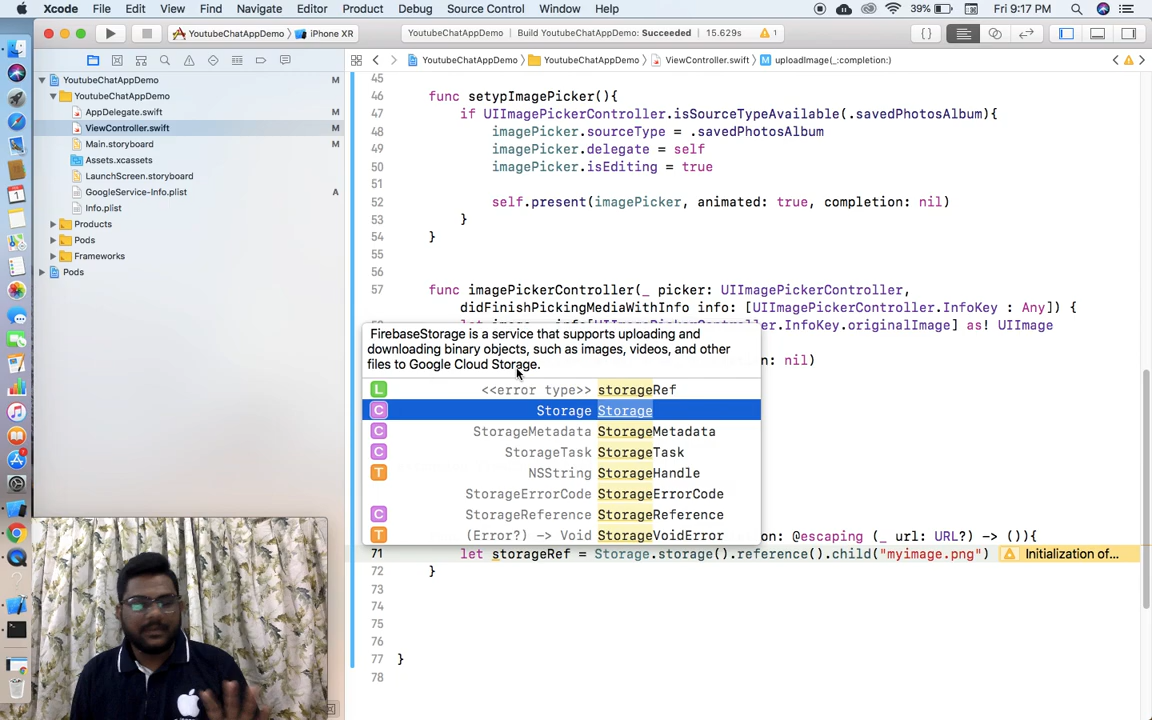 Xcode File Edit View Find Navigate Editor Product Debug Source Control Window Help 39% Fri 9:17 PM
YoutubeChatAppDemo iPhone XR YoutubeChatAppDemo | Build YoutubeChatAppDemo: Succeeded | 15.629s 1
YoutubeChatAppDemo YoutubeChatAppDemo ViewController.swift M uploadImage(_:completion:)
YoutubeChatAppDemo M
YoutubeChatAppDemo
AppDelegate.swift M
ViewController.swift M
Main.storyboard M
Assets.xcassets
LaunchScreen.storyboard
GoogleService-Info.plist A
Info.plist
Products
Pods
Frameworks
Pods
45
46 func setypImagePicker(){
47 if UIImagePickerController.isSourceTypeAvailable(.savedPhotosAlbum){
48 imagePicker.sourceType = .savedPhotosAlbum
49 imagePicker.delegate = self
50 imagePicker.isEditing = true
51
52 self.present(imagePicker, animated: true, completion: nil)
53 }
54 }
55
56
57 func imagePickerController(_ picker: UIImagePickerController,
didFinishPickingMediaWithInfo info: [UIImagePickerController.InfoKey : Any]) {
.InfoKey.originalImage] as! UIImage
FirebaseStorage is a service that supports uploading and
downloading binary objects, such as images, videos, and other
files to Google Cloud Storage.
nil)
L <<error type>> storageRef
C Storage Storage
C StorageMetadata StorageMetadata
C StorageTask StorageTask
T NSString StorageHandle
StorageErrorCode StorageErrorCode
C StorageReference StorageReference
T (Error?) -> Void StorageVoidError
on: @escaping (_ url: URL?) -> ()){
71 let storageRef = Storage.storage().reference().child("myimage.png") Initialization of...
72 }
73
74
75
76
77 }
78